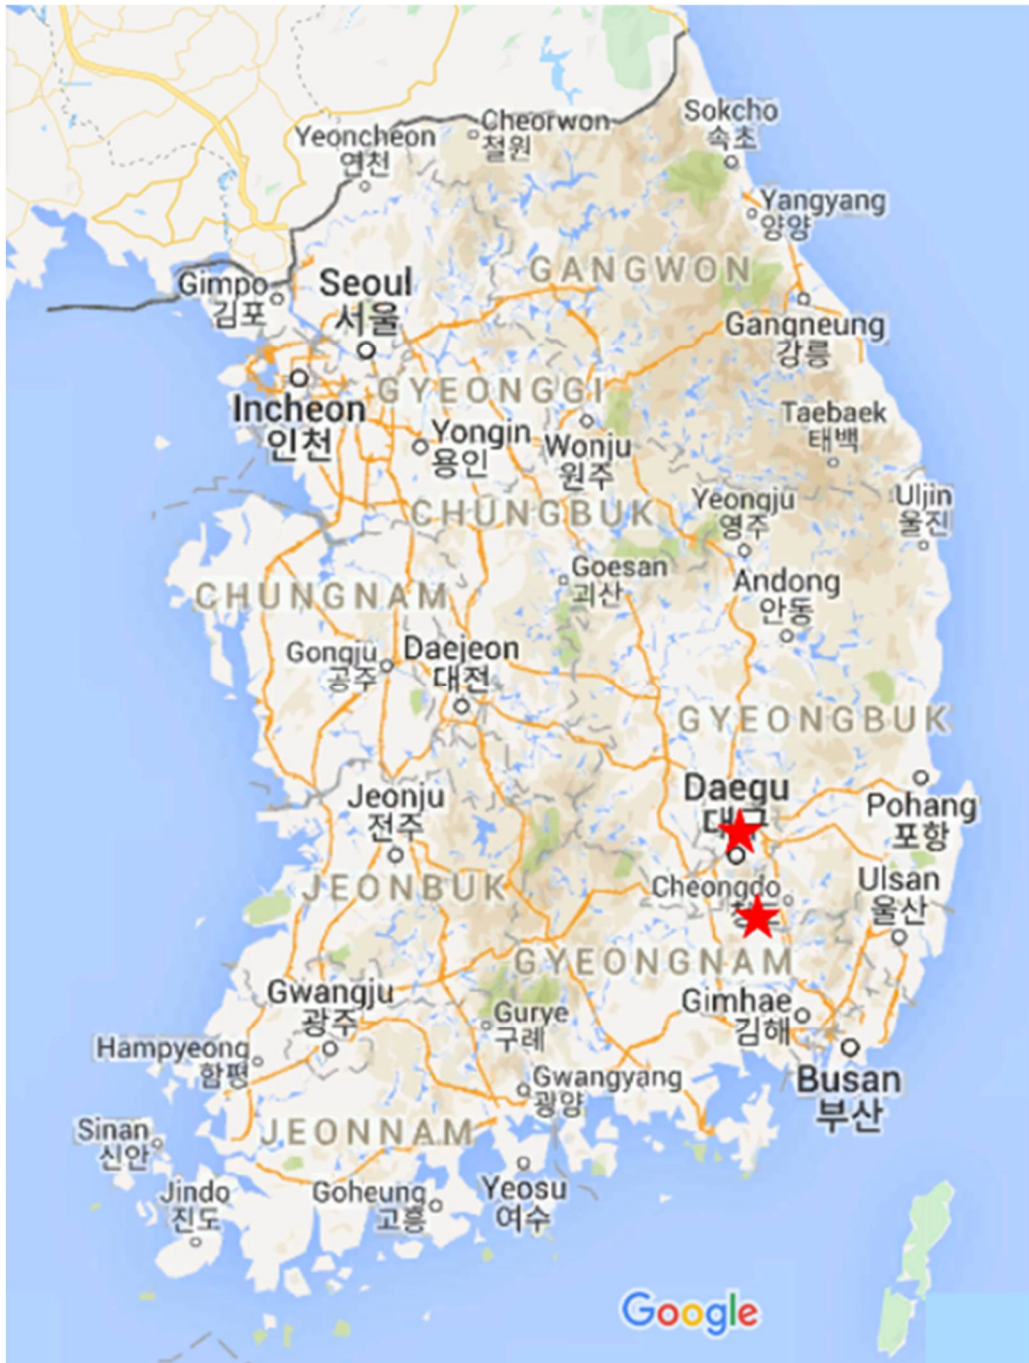 Sokcho
속초
Cheorwon
철원
Yeoncheon
연천
Yangyang
양양
GANGWON
Seoul
서울
Gimpo
김포
Gangneung
강릉
GYEONGGI
Incheon
인천
Taebaek
태백
Yongin
용인
Wonju
원주
Yeongju
영주
Uljin
울진
CHUNGBUK
Goesan
괴산
Andong
안동
CHUNGNAM
Gongju
공주
Daejeon
대전
GYEONGBUK
Daegu
Jeonju
전주
Pohang
포항
JEONBUK
Cheongdo
Ulsan
울산
GYEONGNAM
Gwangju
광주
Gimhae
김해
Gurye
구례
Hampyeong
함평
Gwangyang
광양
Busan
부산
Sinan
신안
JEONNAM
Jindo
진도
Goheung
고흥
Yeosu
여수
Google